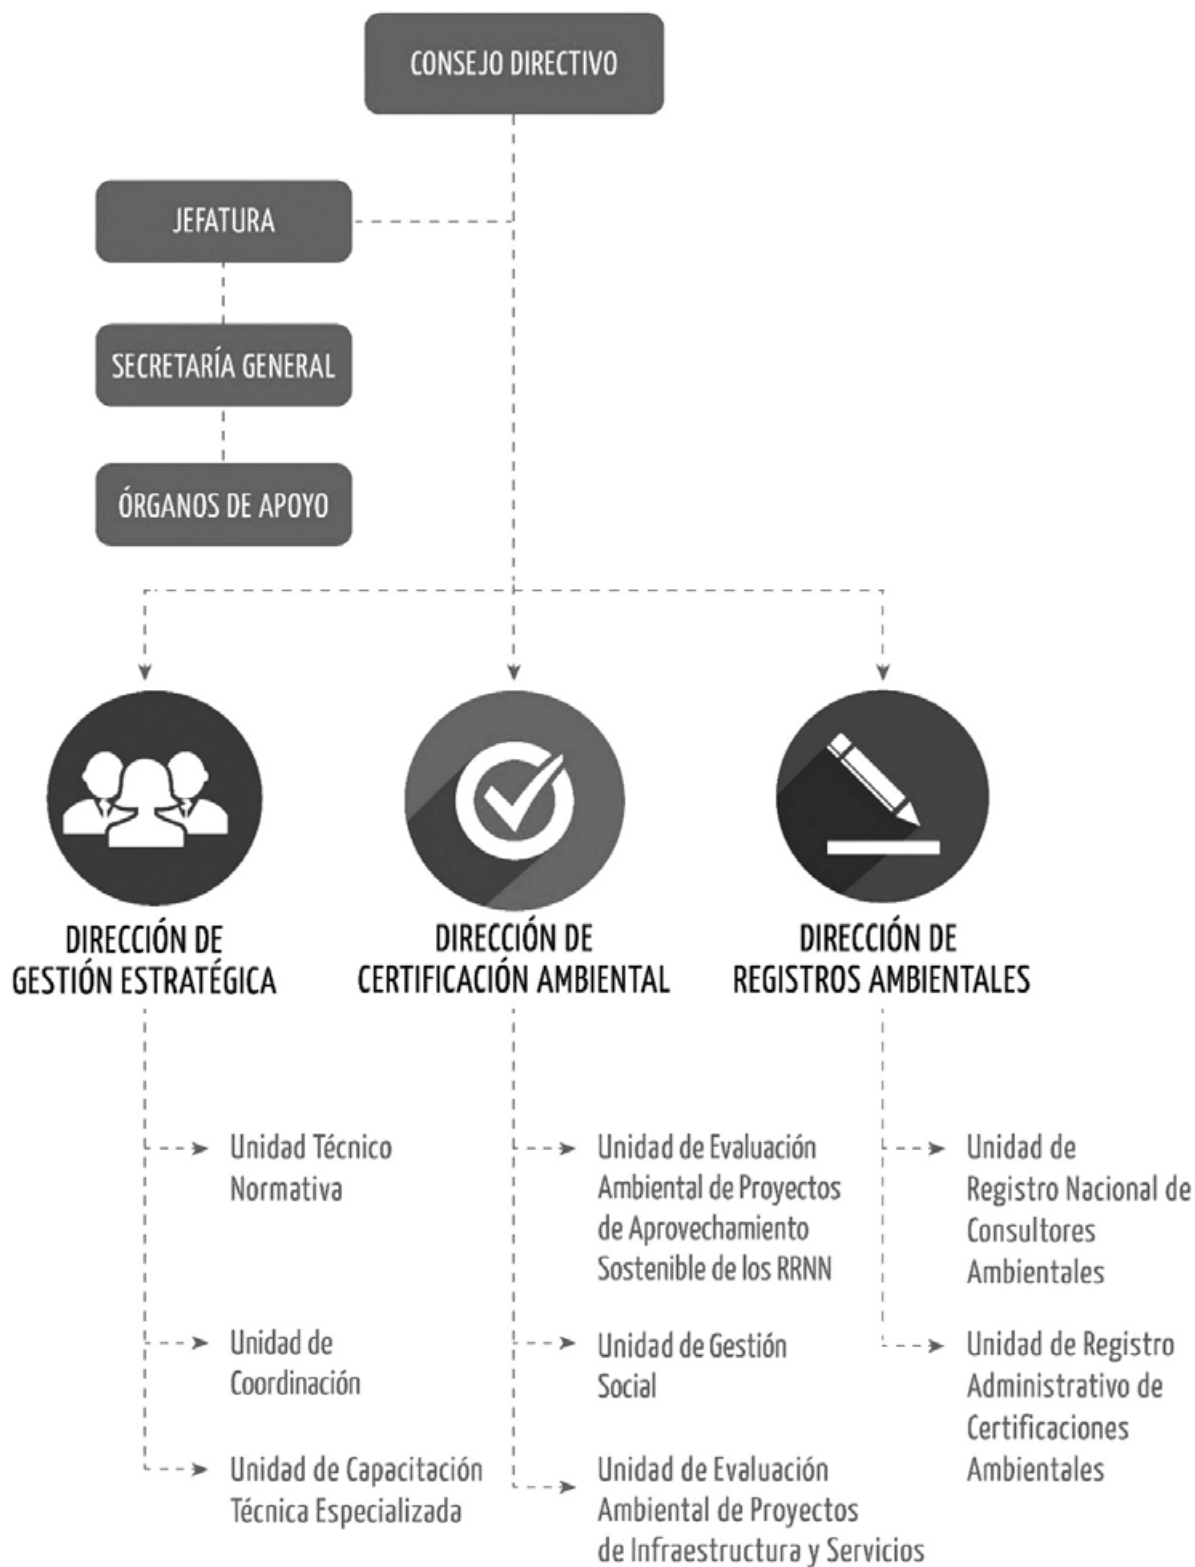 CONSEJO DIRECTIVO
JEFATURA
SECRETARÍA GENERAL
ÓRGANOS DE APOYO
DIRECCIÓN DE
GESTIÓN ESTRATÉGICA
Unidad Técnico
Normativa
Unidad de
Coordinación
Unidad de Capacitación
Técnica Especializada
DIRECCIÓN DE
CERTIFICACIÓN AMBIENTAL
Unidad de Evaluación
Ambiental de Proyectos
de Aprovechamiento
Sostenible de los RRNN
Unidad de Gestión
Social
Unidad de Evaluación
Ambiental de Proyectos
de Infraestructura y Servicios
DIRECCIÓN DE
REGISTROS AMBIENTALES
Unidad de
Registro Nacional de
Consultores
Ambientales
Unidad de Registro
Administrativo de
Certificaciones
Ambientales